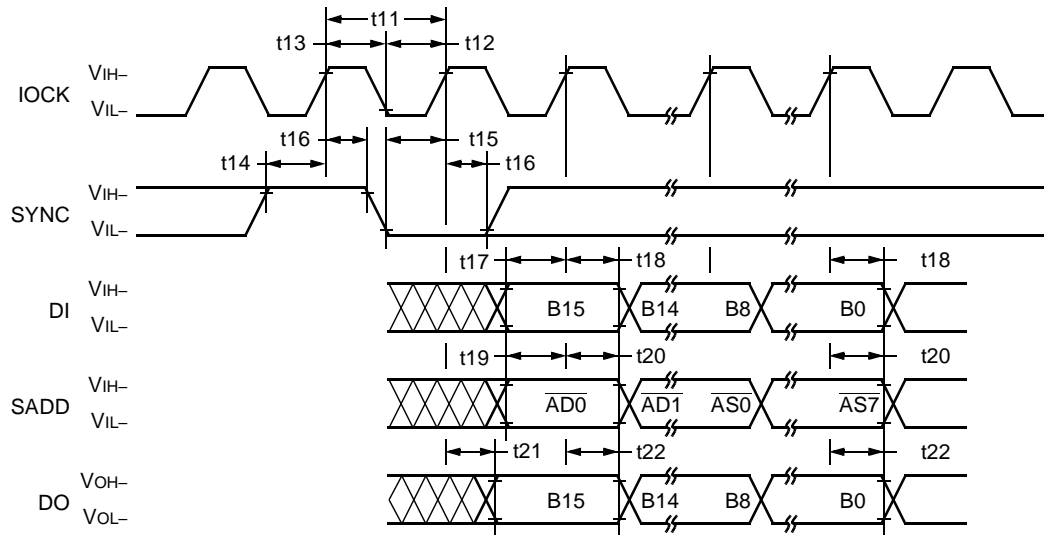 t11
t13 t12
VIH–
IOCK
VIL–
t16 t15
t14 t16
VIH–
SYNC
VIL–
t17 t18 t18
VIH–
DI B15 B14 B8 B0
VIL–
t19 t20 t20
VIH–
SADD AD0 AD1 AS0 AS7
VIL–
t21 t22 t22
VOH–
DO B15 B14 B8 B0
VOL–